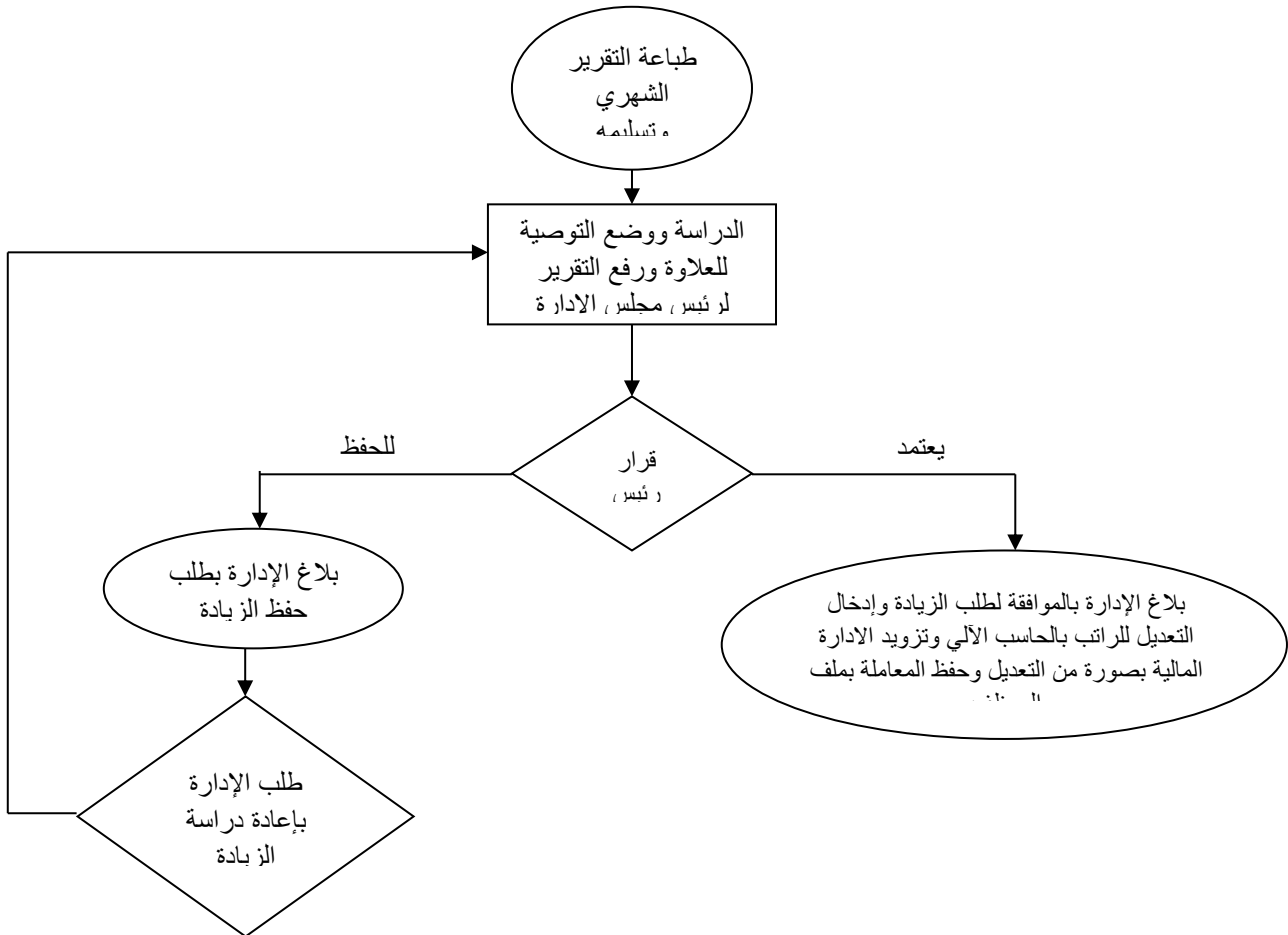 طباعة التقرير
الشهري
وتسليمه
الدراسة ووضع التوصية
للعلاوة ورفع التقرير
لرئيس مجلس الادارة
قرار
رئيس
يعتمد
للحفظ
بلاغ الإدارة بطلب
حفظ الزيادة
بلاغ الإدارة بالموافقة لطلب الزيادة وإدخال
التعديل للراتب بالحاسب الآلي وتزويد الادارة
المالية بصورة من التعديل وحفظ المعاملة بملف
طلب الإدارة
بإعادة دراسة
الزيادة